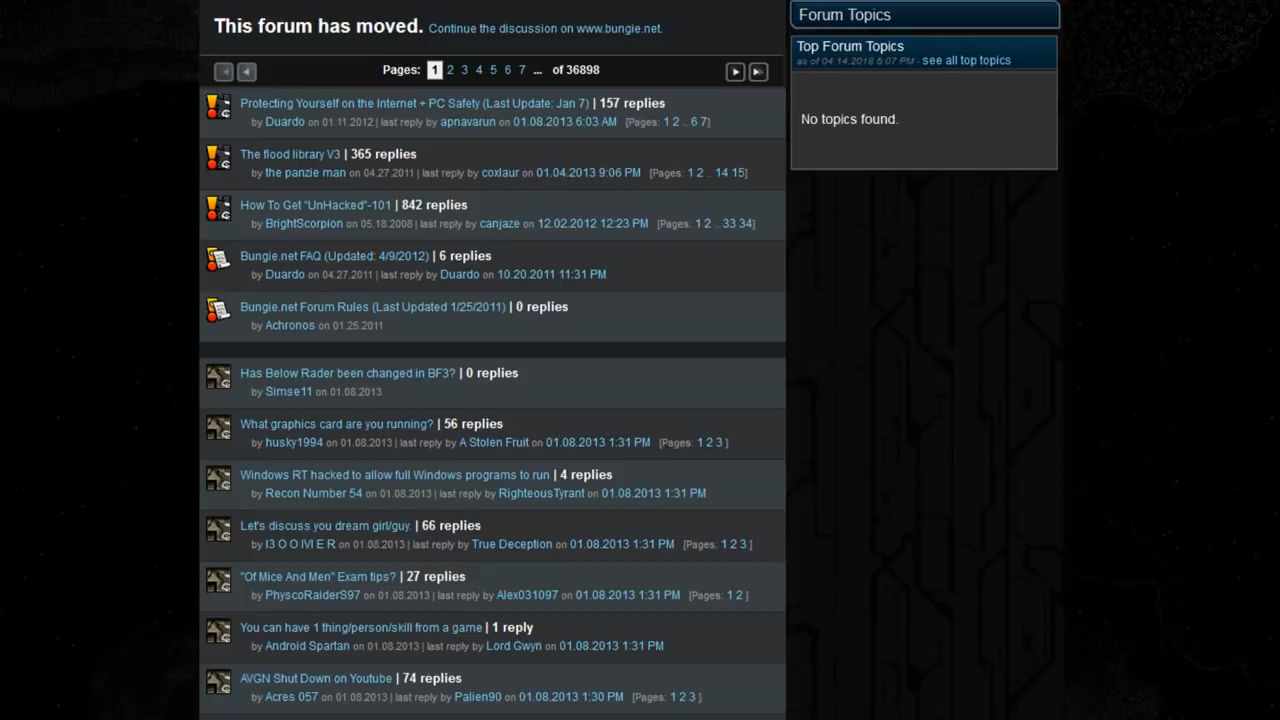 This forum has moved. Continue the discussion on www.bungie.net.
Pages: 1 2 3 4 5 6 7 ... of 36898
Protecting Yourself on the Internet + PC Safety (Last Update: Jan 7) | 157 replies
by Duardo on 01.11.2012 | last reply by apnavarun on 01.08.2013 6:03 AM [Pages: 1 2 .. 6 7]
The flood library V3 | 365 replies
by the panzie man on 04.27.2011 | last reply by coxlaur on 01.04.2013 9:06 PM [Pages: 1 2 .. 14 15]
How To Get "UnHacked"-101 | 842 replies
by BrightScorpion on 05.18.2008 | last reply by canjaze on 12.02.2012 12:23 PM [Pages: 1 2 .. 33 34]
Bungie.net FAQ (Updated: 4/9/2012) | 6 replies
by Duardo on 04.27.2011 | last reply by Duardo on 10.20.2011 11:31 PM
Bungie.net Forum Rules (Last Updated 1/25/2011) | 0 replies
by Achronos on 01.25.2011
Has Below Rader been changed in BF3? | 0 replies
by Simse11 on 01.08.2013
What graphics card are you running? | 56 replies
by husky1994 on 01.08.2013 | last reply by A Stolen Fruit on 01.08.2013 1:31 PM [Pages: 1 2 3 ]
Windows RT hacked to allow full Windows programs to run | 4 replies
by Recon Number 54 on 01.08.2013 | last reply by RighteousTyrant on 01.08.2013 1:31 PM
Let's discuss you dream girl/guy. | 66 replies
by I3 O O IVI E R on 01.08.2013 | last reply by True Deception on 01.08.2013 1:31 PM [Pages: 1 2 3 ]
"Of Mice And Men" Exam tips? | 27 replies
by PhyscoRaiderS97 on 01.08.2013 | last reply by Alex031097 on 01.08.2013 1:31 PM [Pages: 1 2 ]
You can have 1 thing/person/skill from a game | 1 reply
by Android Spartan on 01.08.2013 | last reply by Lord Gwyn on 01.08.2013 1:31 PM
AVGN Shut Down on Youtube | 74 replies
by Acres 057 on 01.08.2013 | last reply by Palien90 on 01.08.2013 1:30 PM [Pages: 1 2 3 ]
Forum Topics
Top Forum Topics
as of 04.14.2018 5:07 PM - see all top topics
No topics found.